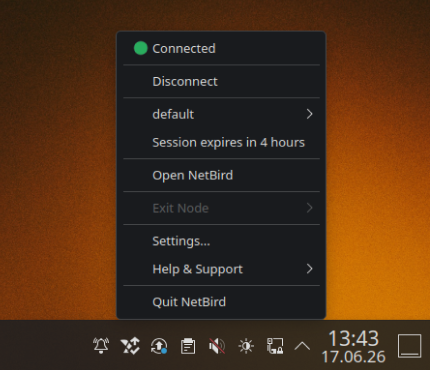 Connected
Disconnect
default
Session expires in 4 hours
Open NetBird
Exit Node
Settings...
Help & Support
Quit NetBird
13:43
17.06.26